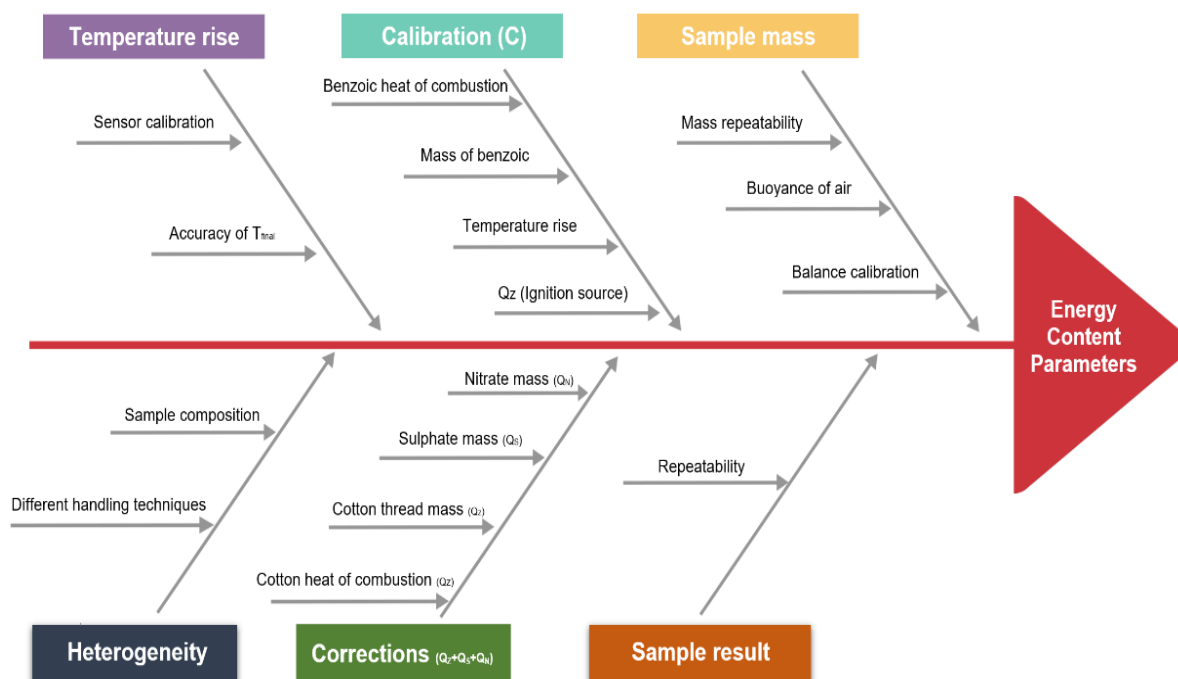 Temperature rise
Calibration (C)
Sample mass
Benzoic heat of combustion
Sensor calibration
Mass repeatability
Mass of benzoic
Buoyance of air
Temperature rise
Accuracy of Tfinal
Balance calibration
Qz (Ignition source)
Energy
Content
Parameters
Nitrate mass (QN)
Sample composition
Sulphate mass (QS)
Repeatability
Different handling techniques
Cotton thread mass (QZ)
Cotton heat of combustion (QZ)
Heterogeneity
Corrections (QZ+QS+QN)
Sample result